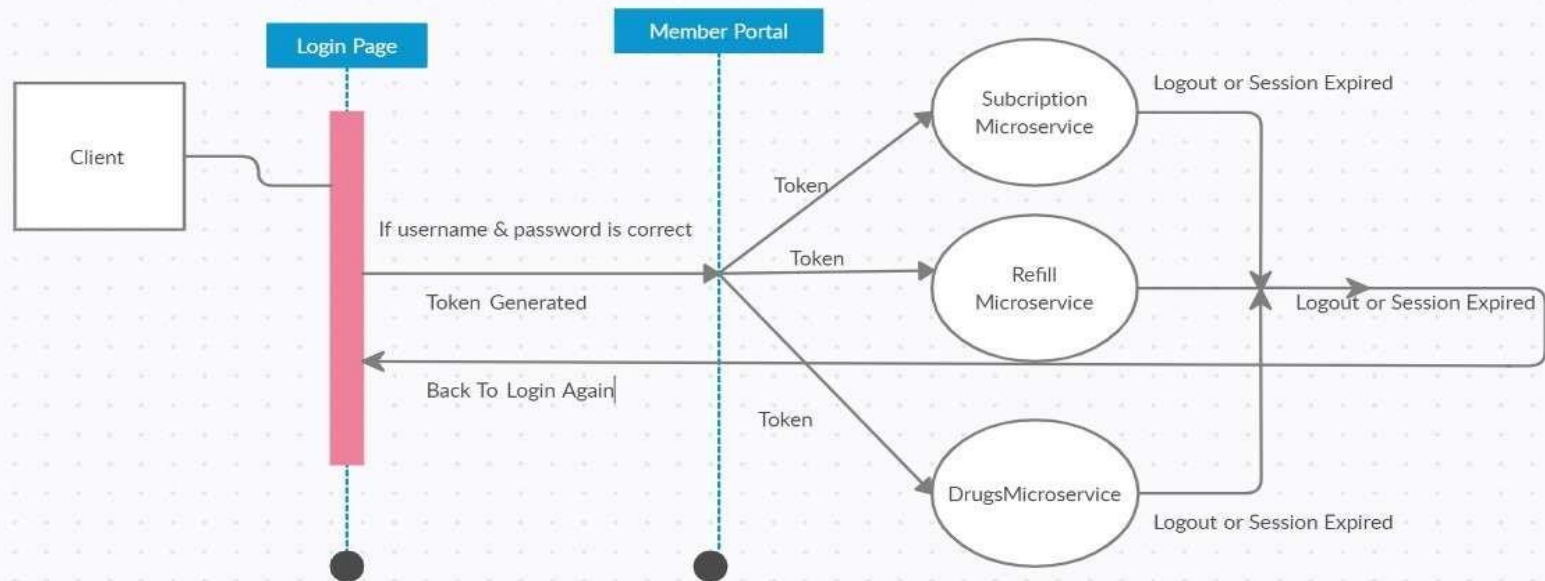 Login Page
Member Portal
Client
Subcription
Microservice
Logout or Session Expired
Token
If username & password is correct
Token
Refill
Microservice
Token Generated
Logout or Session Expired
Back To Login Again
Token
DrugsMicroservice
Logout or Session Expired